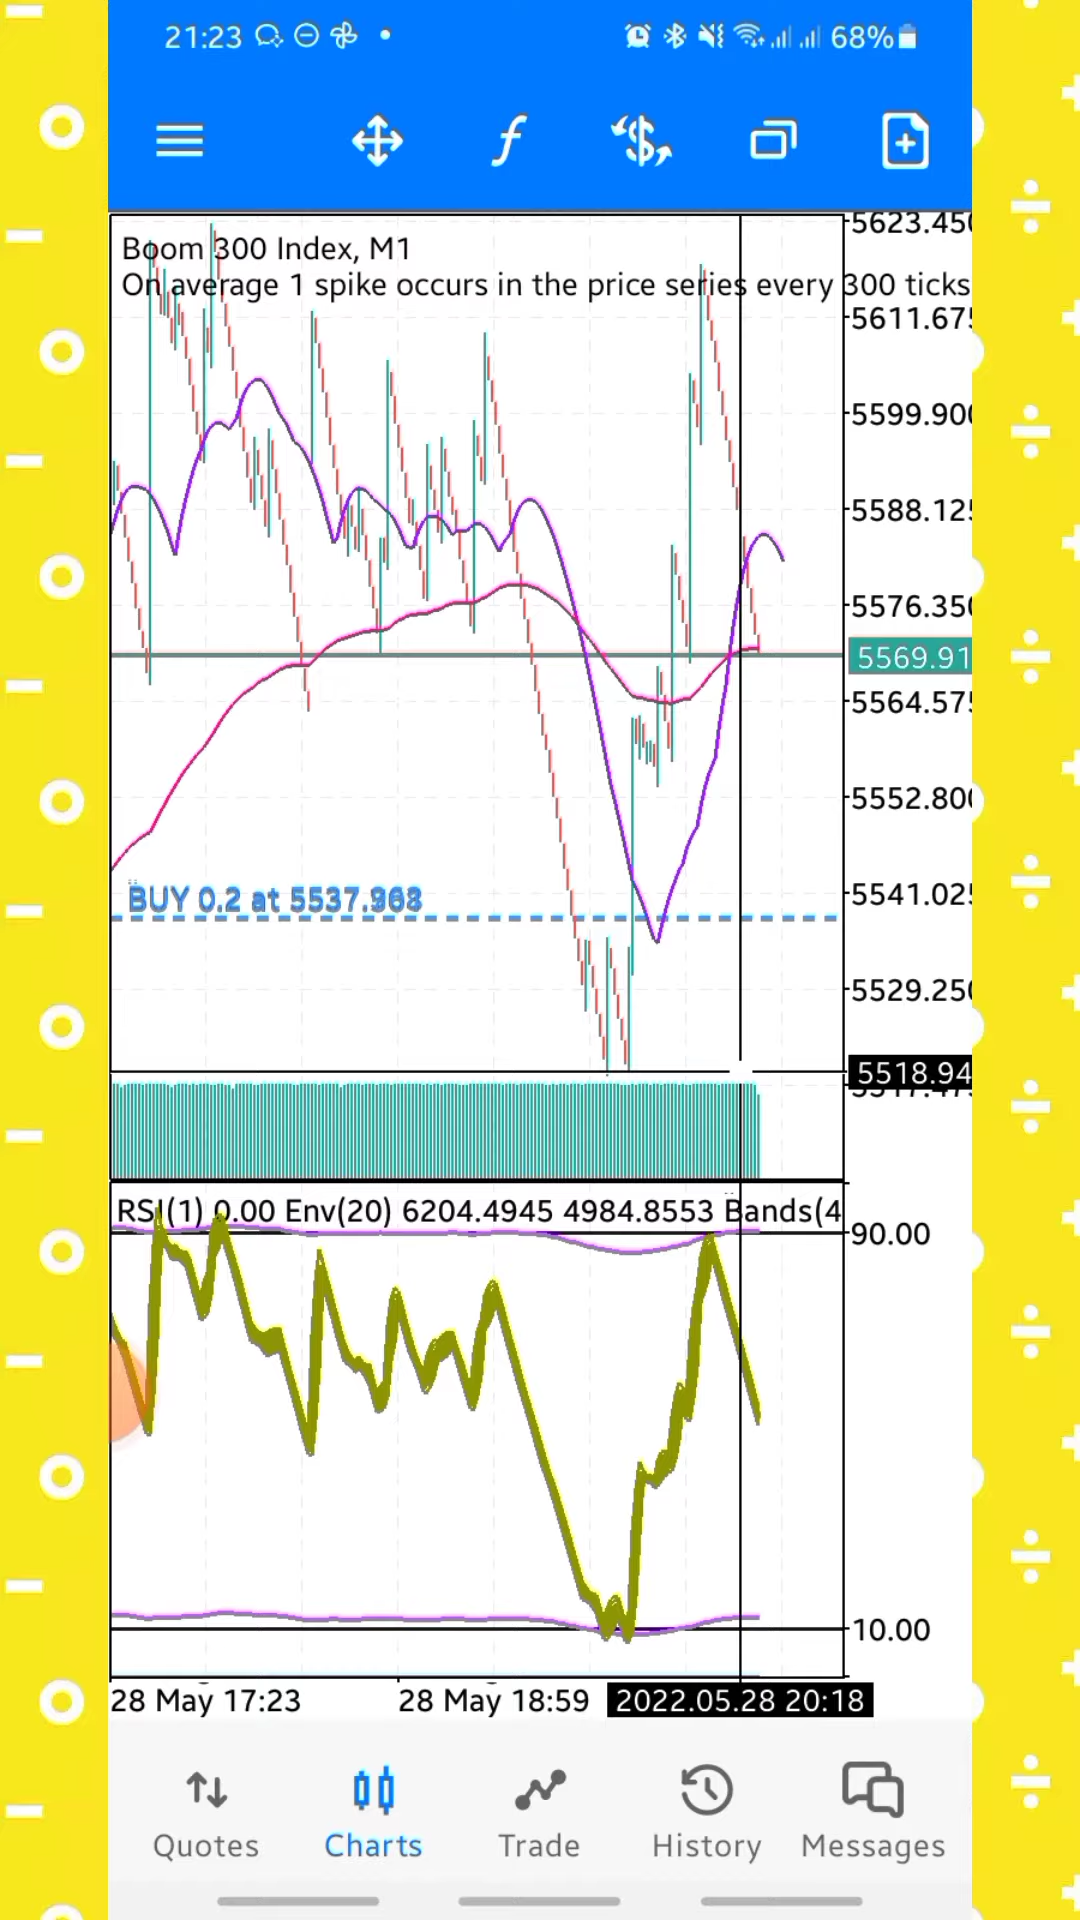 21:23
68%
Boom 300 Index, M1
On average 1 spike occurs in the price series every 300 ticks
5623.450
5611.675
5599.900
5588.125
5576.350
5569.91
5564.575
5552.800
BUY 0.2 at
5541.025
5529.250
5518.94
RSI(1) 0.00 Env(20) 6204.4945 4984.8553 Bands(4
90.00
10.00
28 May 17:23
28 May 18:59
2022.05.28 20:18
Quotes
Charts
Trade
History
Messages